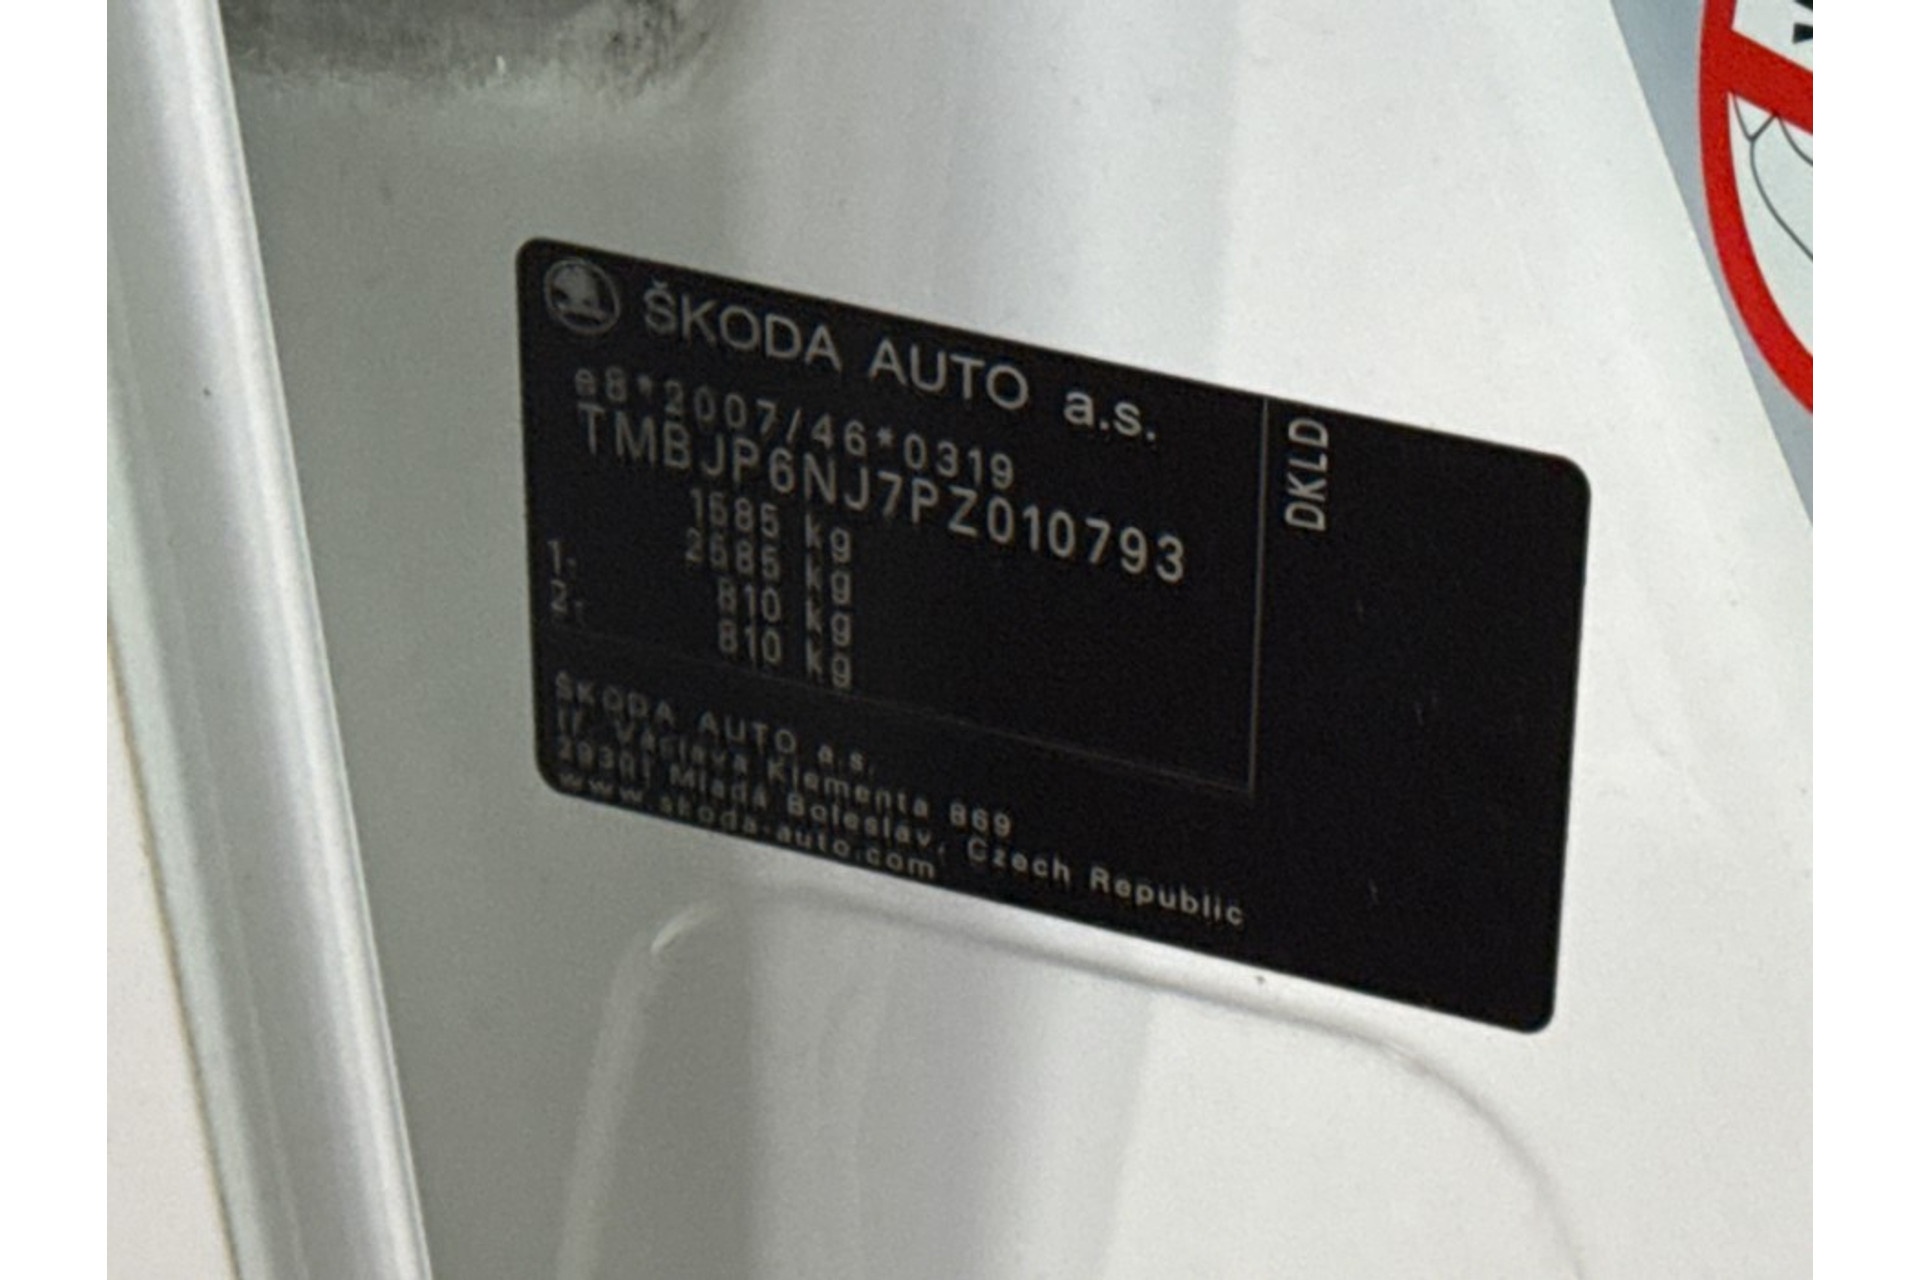 ŠKODA AUTO a.s.
e8*2007/46*0319
TMBJP6NJ7PZ010793
1585 kg
2585 kg
1. 810 kg
2. 810 kg
DKLD
ŠKODA AUTO a.s.
tř. Václava Klementa 869
29301 Mladá Boleslav, Czech Republic
www.skoda-auto.com